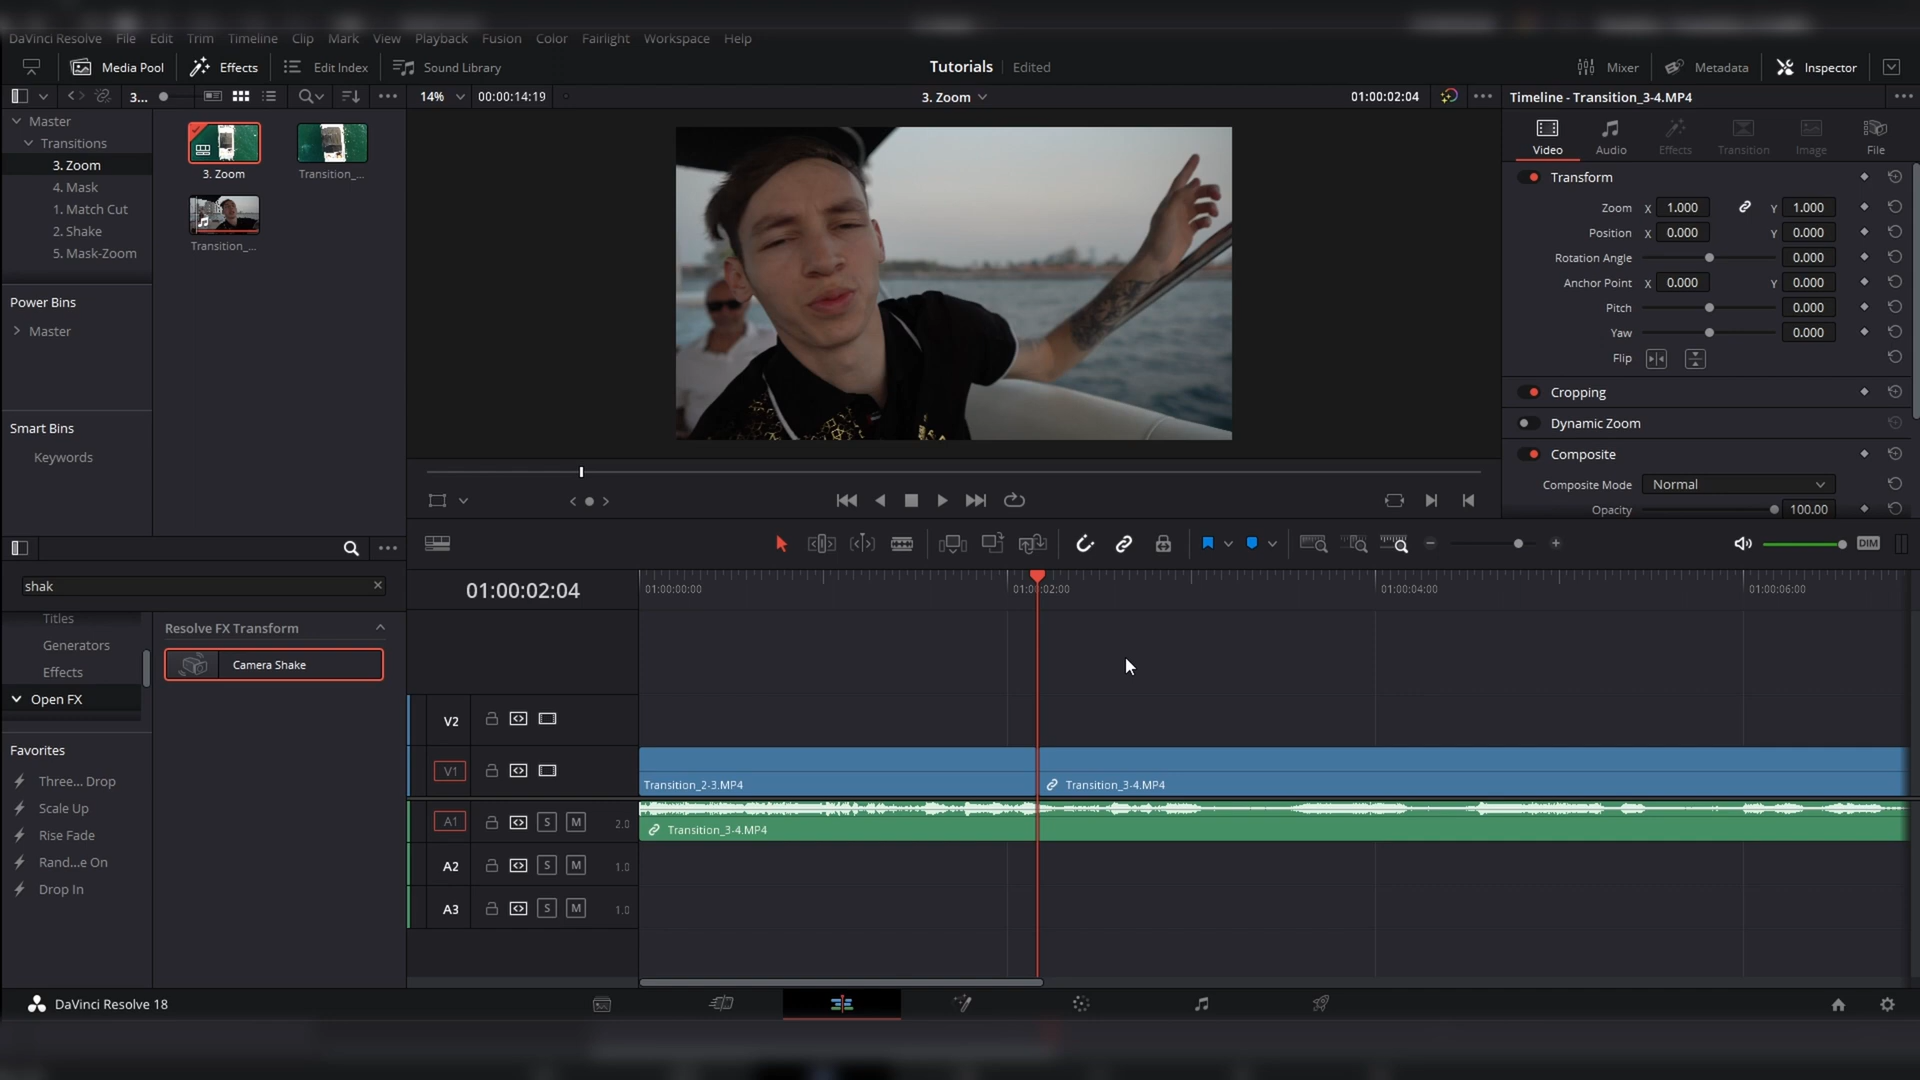 DaVinci Resolve File Edit Trim Timeline Clip Mark View Playback Fusion Color Fairlight Workspace Help
Media Pool Effects Edit Index Sound Library Tutorials Edited Mixer Metadata Inspector
3... 14% 00:00:14:19 3. Zoom 01:00:02:04 Timeline - Transition_3-4.MP4
Master
Transitions
3. Zoom
4. Mask
1. Match Cut
2. Shake
5. Mask-Zoom
3. Zoom
Transition_...
Transition_...
Power Bins
Master
Smart Bins
Keywords
Video Audio Effects Transition Image File
Transform
Zoom X 1.000 Y 1.000
Position X 0.000 Y 0.000
Rotation Angle 0.000
Anchor Point X 0.000 Y 0.000
Pitch 0.000
Yaw 0.000
Flip
Cropping
Dynamic Zoom
Composite
Composite Mode Normal
Opacity 100.00
DIM
shak
Titles
Generators
Effects
Open FX
Resolve FX Transform
Camera Shake
Favorites
Three... Drop
Scale Up
Rise Fade
Rand...e On
Drop In
01:00:02:04
01:00:00:00 01:00:02:00 01:00:04:00 01:00:06:00
V2
V1
Transition_2-3.MP4 Transition_3-4.MP4
A1 S M 2.0
Transition_3-4.MP4
A2 S M 1.0
A3 S M 1.0
DaVinci Resolve 18